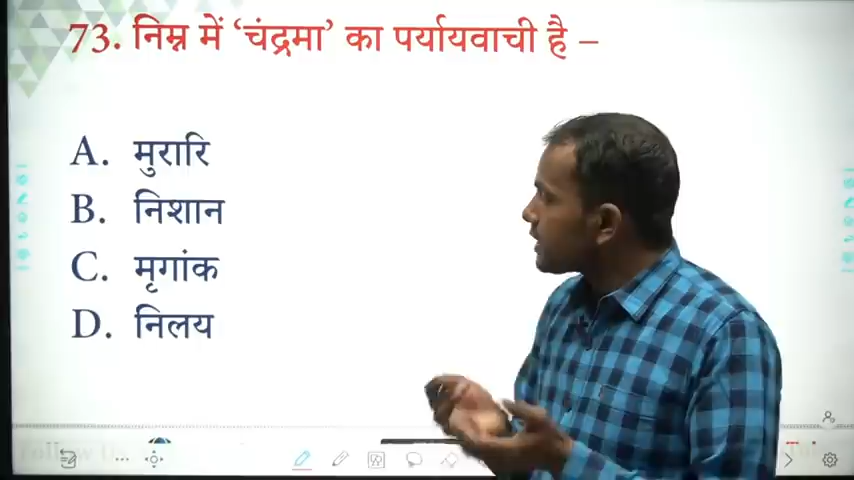 73. निम्न में ‘चंद्रमा’ का पर्यायवाची है –
A. मुरारि
B. निशान
C. मृगांक
D. निलय